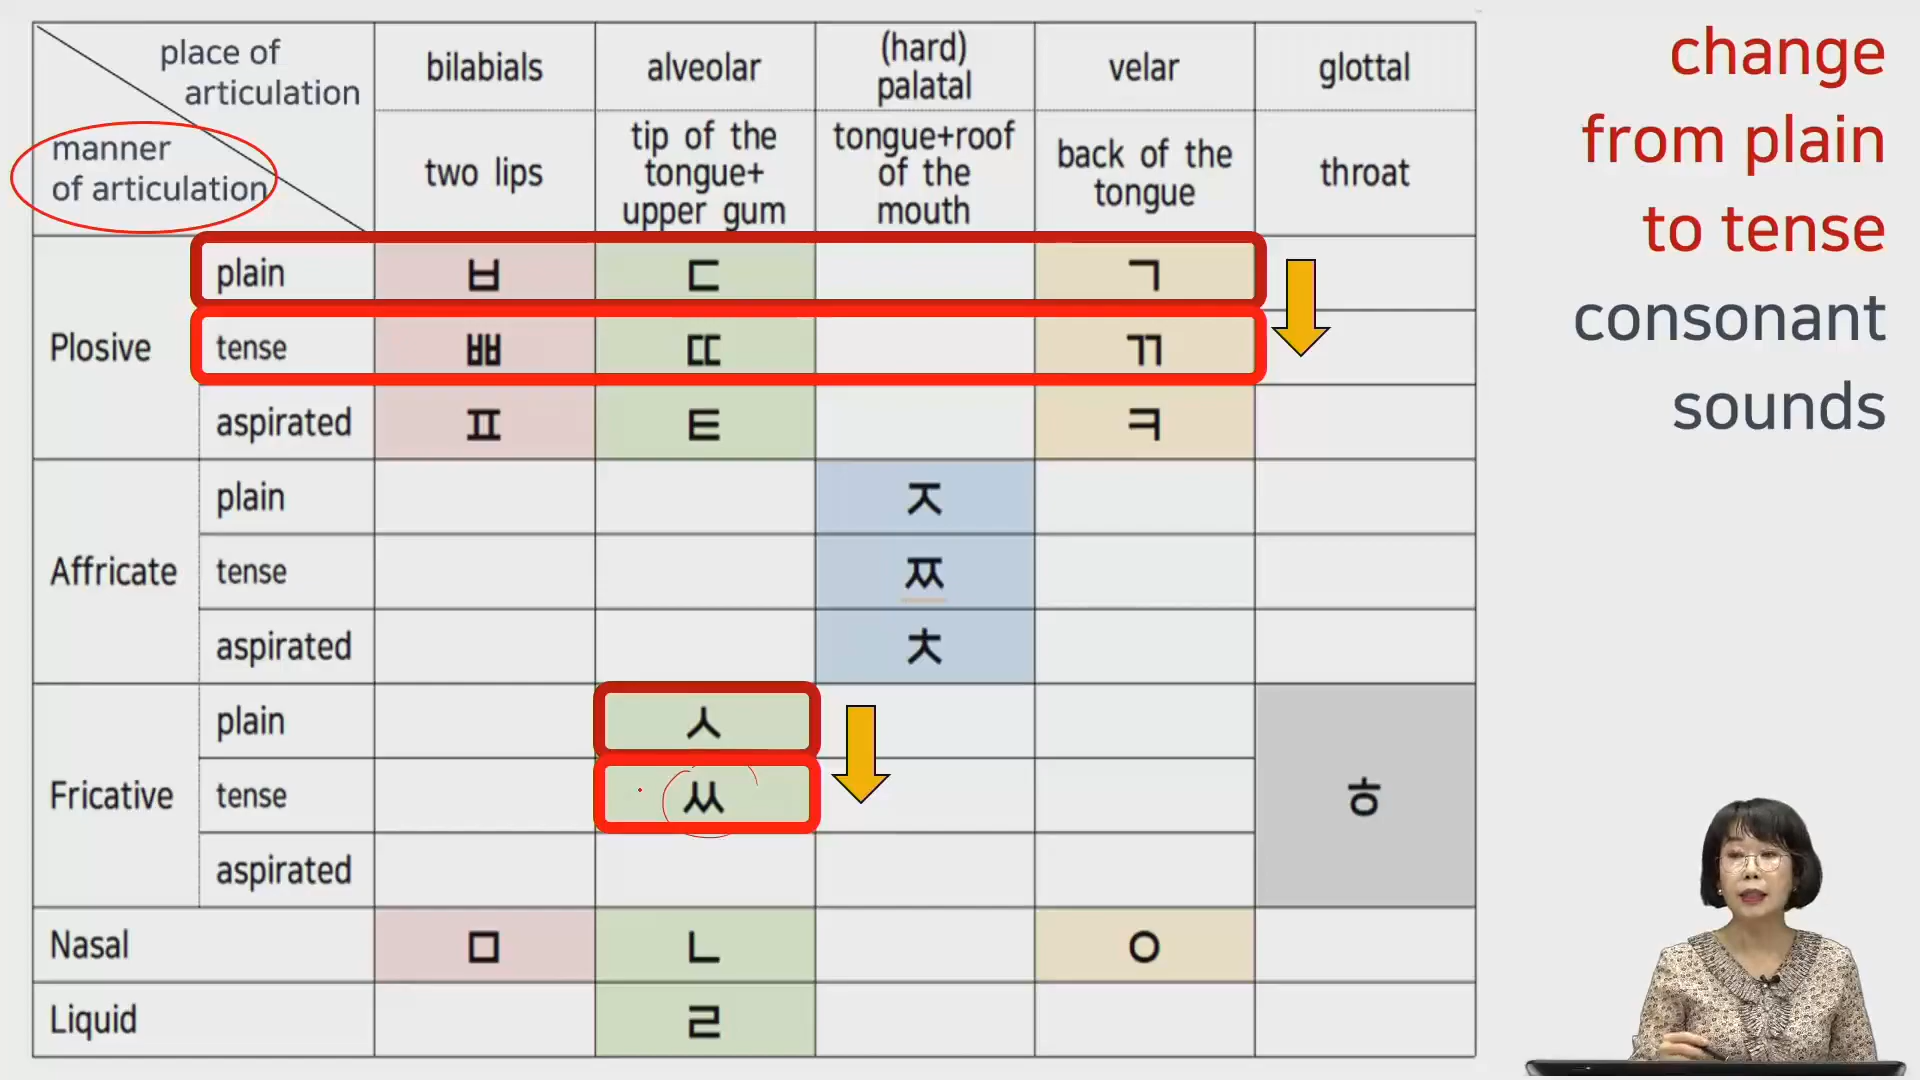 place of
articulation
manner
of articulation
bilabials
alveolar
(hard)
palatal
velar
glottal
two lips
tip of the
tongue+
upper gum
tongue+roof
of the
mouth
back of the
tongue
throat
Plosive
plain
ㅂ
ㄷ
ㄱ
tense
ㅃ
ㄸ
ㄲ
aspirated
ㅍ
ㅌ
ㅋ
Affricate
plain
ㅈ
tense
ㅉ
aspirated
ㅊ
Fricative
plain
ㅅ
tense
ㅆ
ㅎ
aspirated
Nasal
ㅁ
ㄴ
ㅇ
Liquid
ㄹ
change
from plain
to tense
consonant
sounds